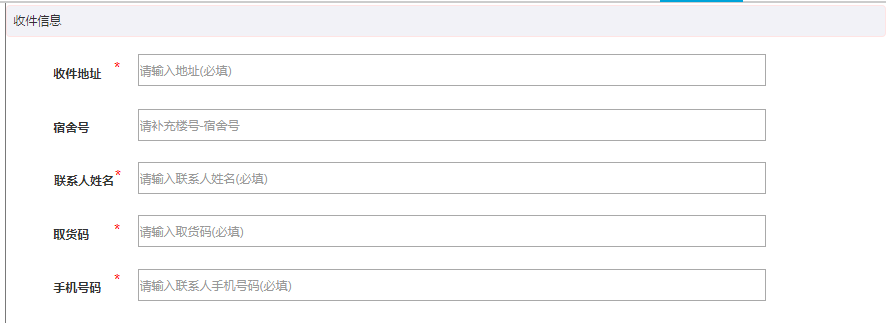 收件信息
收件地址 * 请输入地址(必填)
宿舍号 请补充楼号-宿舍号
联系人姓名* 请输入联系人姓名(必填)
取货码 * 请输入取货码(必填)
手机号码 * 请输入联系人手机号码(必填)